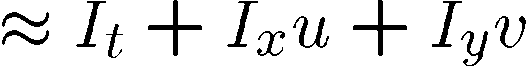 ≈ I_t + I_x u + I_y v